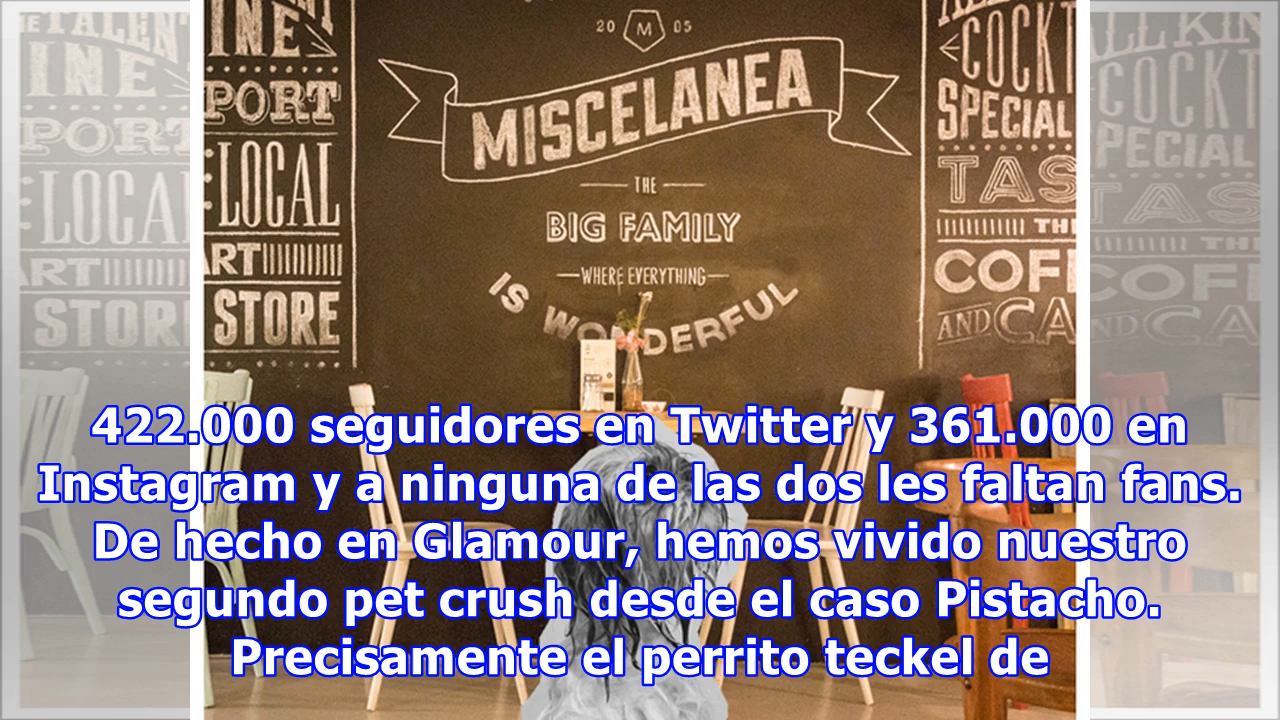 20 M 05
MISCELANEA
THE
BIG FAMILY
WHERE EVERYTHING
IS WONDERFUL
TALENT
INE
PORT
LOCAL
ART
STORE
COCKT
SPECIAL
TAS
THE
COFF
AND CA
422.000 seguidores en Twitter y 361.000 en
Instagram y a ninguna de las dos les faltan fans.
De hecho en Glamour, hemos vivido nuestro
segundo pet crush desde el caso Pistacho.
Precisamente el perrito teckel de